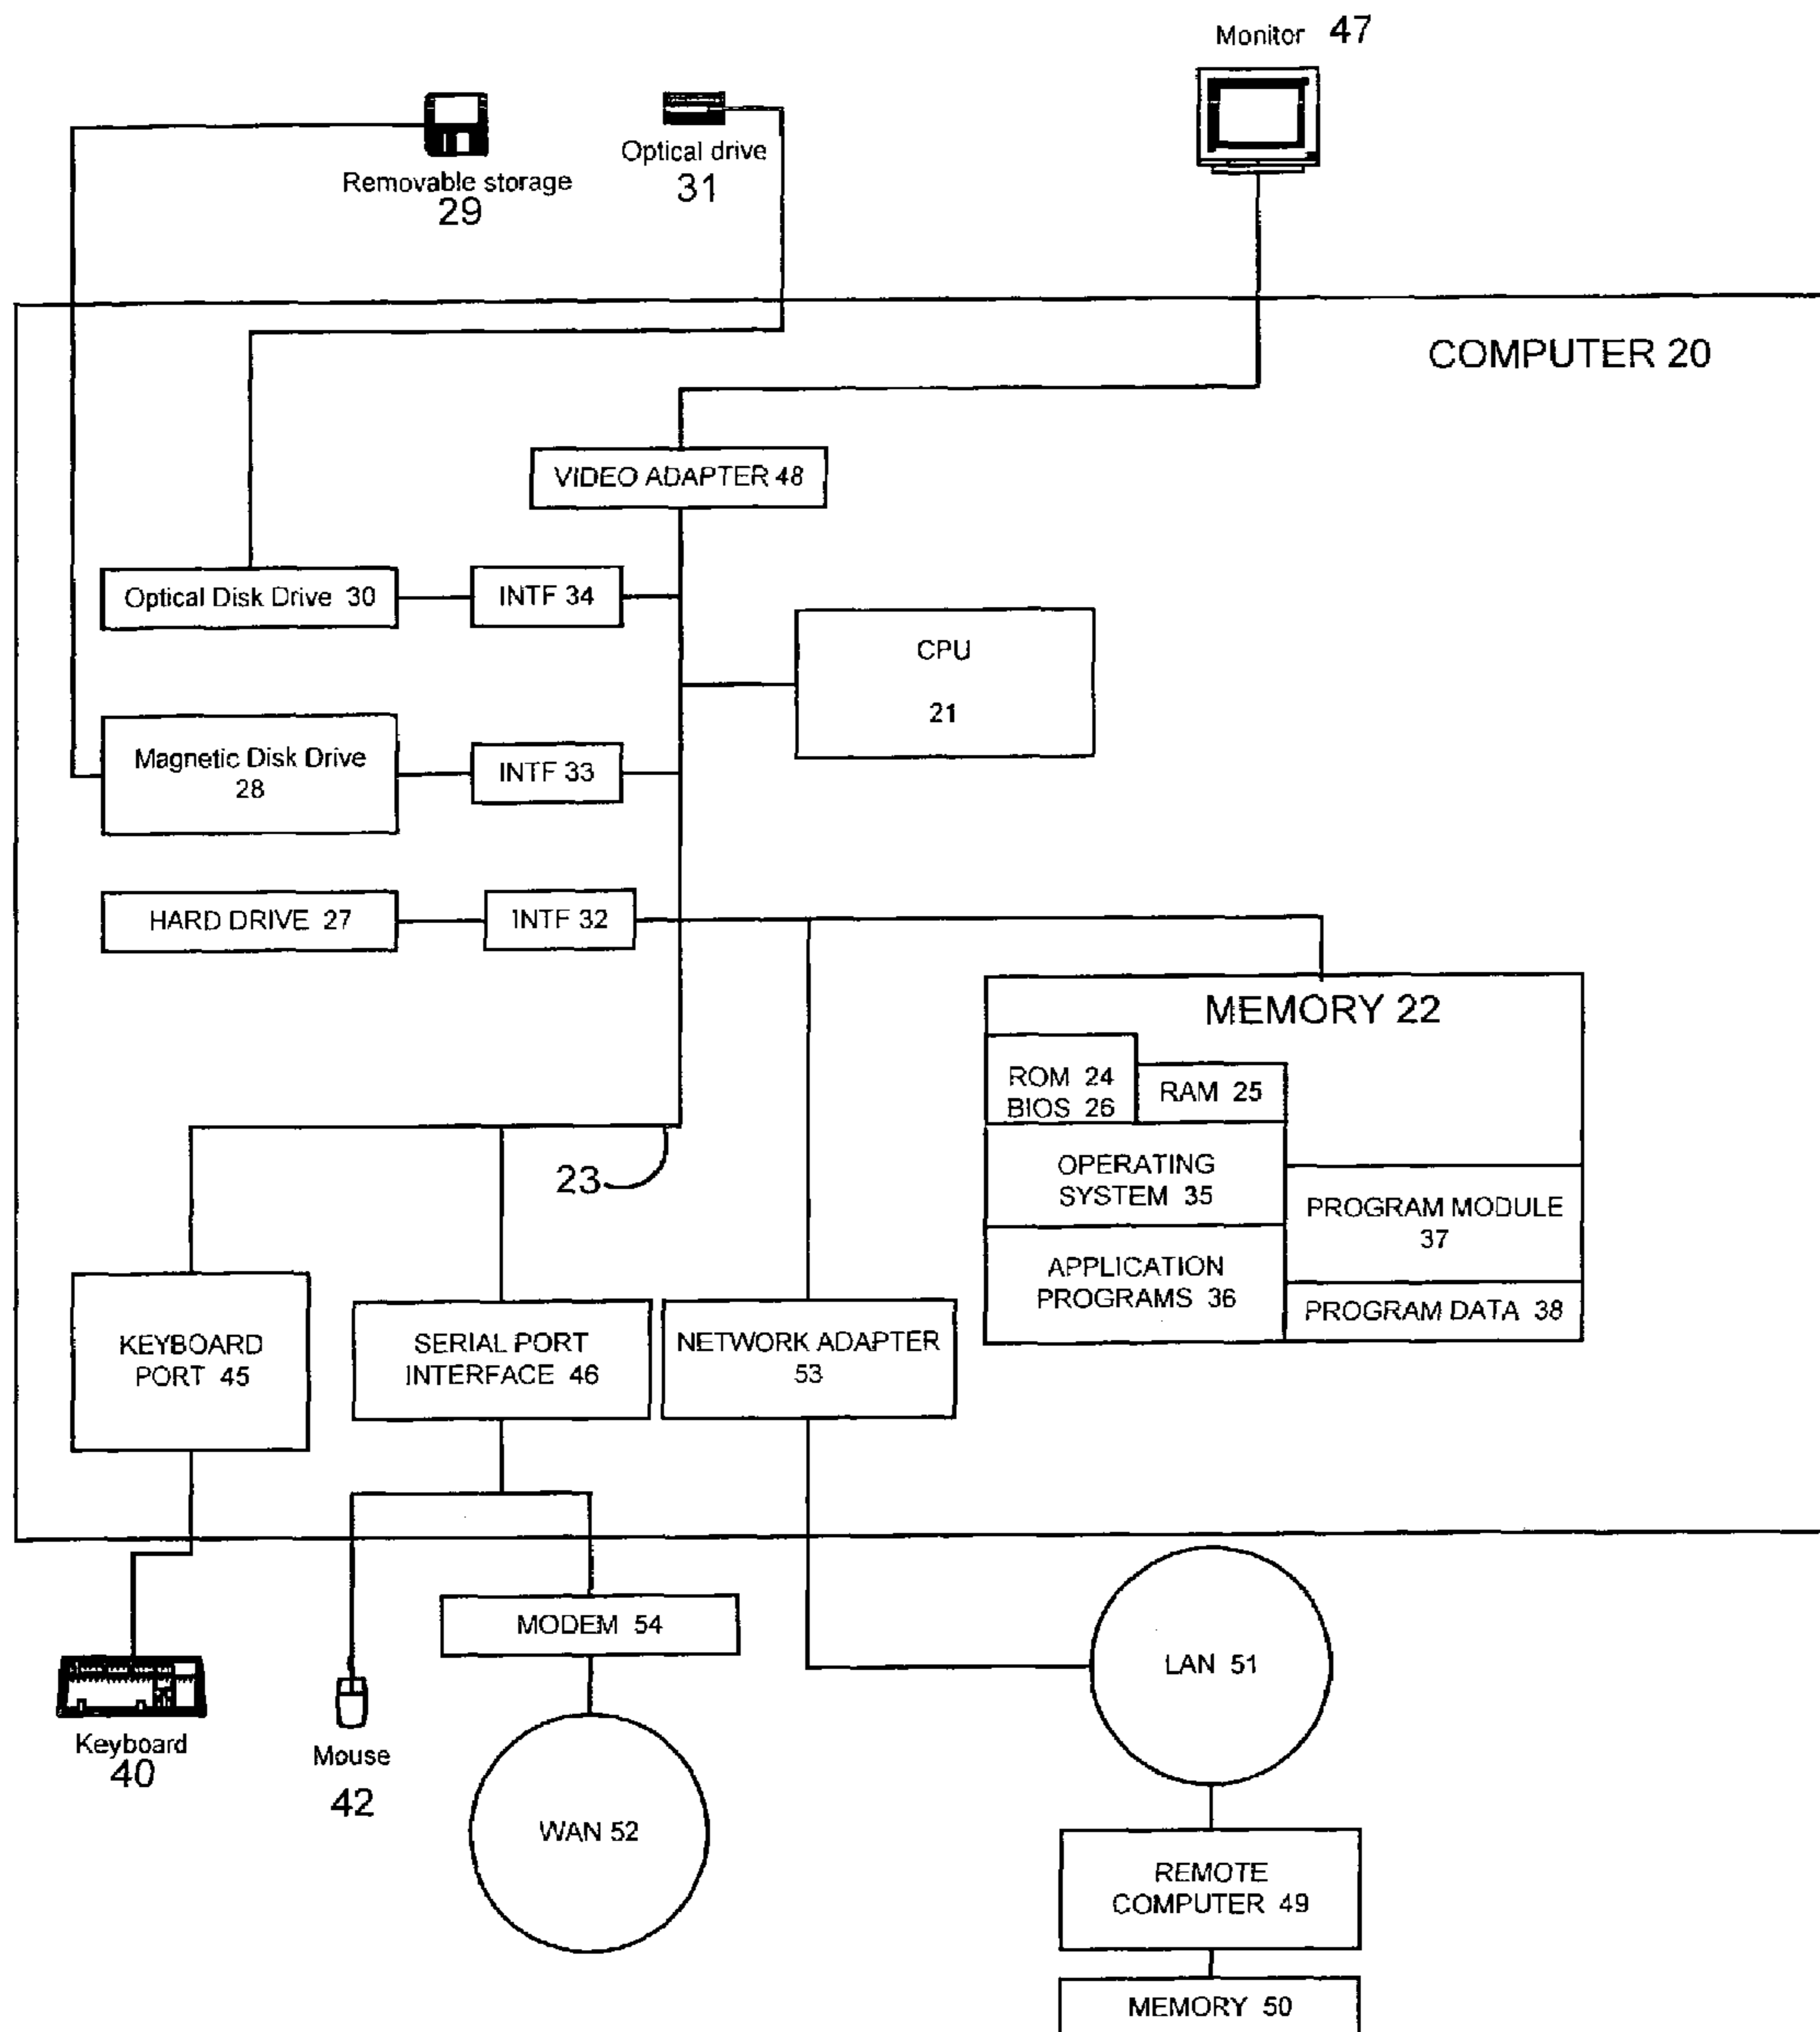 Monitor 47
Removable storage
29
Optical drive
31
COMPUTER 20
VIDEO ADAPTER 48
Optical Disk Drive 30
INTF 34
CPU
21
Magnetic Disk Drive
28
INTF 33
HARD DRIVE 27
INTF 32
MEMORY 22
ROM 24
BIOS 26
RAM 25
OPERATING
SYSTEM 35
PROGRAM MODULE
37
APPLICATION
PROGRAMS 36
PROGRAM DATA 38
23
KEYBOARD
PORT 45
SERIAL PORT
INTERFACE 46
NETWORK ADAPTER
53
MODEM 54
LAN 51
Keyboard
40
Mouse
42
WAN 52
REMOTE
COMPUTER 49
MEMORY 50